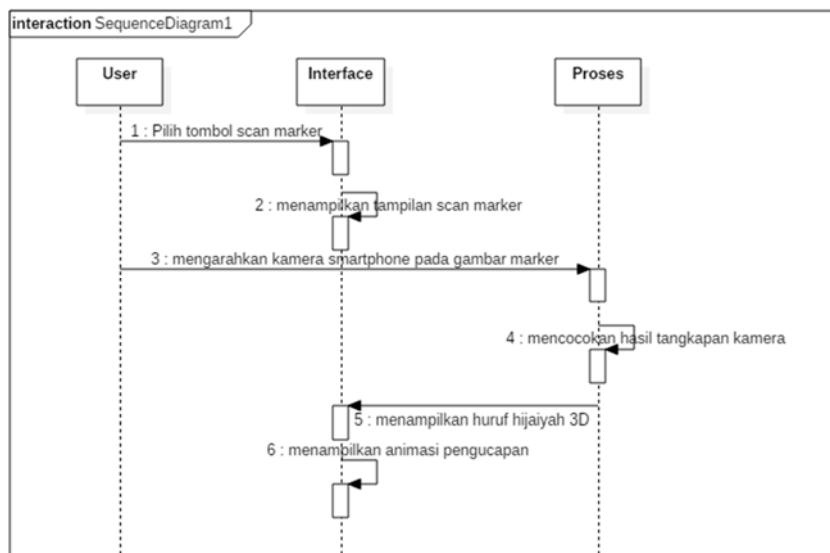 interaction SequenceDiagram1
User
Interface
Proses
1 : Pilih tombol scan marker
2 : menampilkan tampilan scan marker
3 : mengarahkan kamera smartphone pada gambar marker
4 : mencocokan hasil tangkapan kamera
5 : menampilkan huruf hijaiyah 3D
6 : menampilkan animasi pengucapan